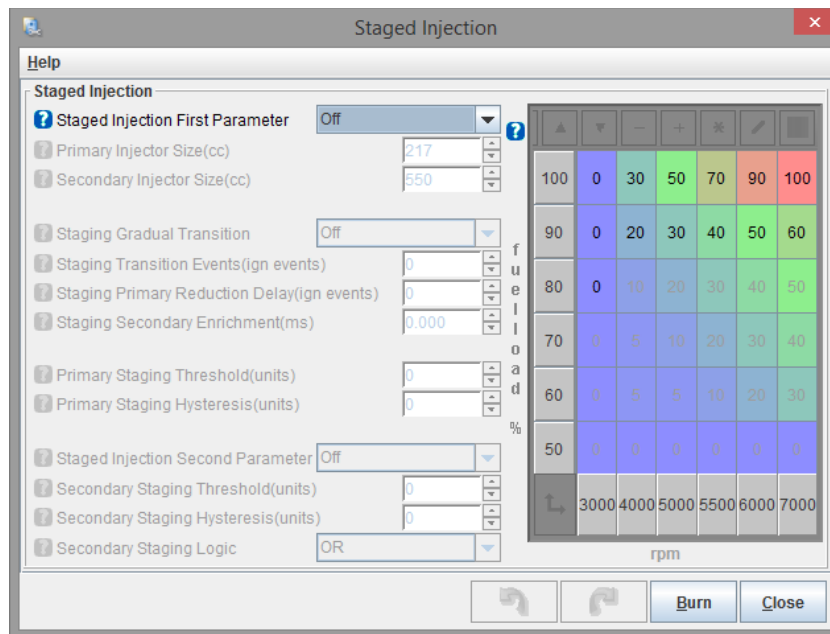 Staged Injection
Help
Staged Injection
Staged Injection First Parameter Off
Primary Injector Size(cc) 217
Secondary Injector Size(cc) 550
Staging Gradual Transition Off
Staging Transition Events(ign events) 0
Staging Primary Reduction Delay(ign events) 0
Staging Secondary Enrichment(ms) 0.000
Primary Staging Threshold(units) 0
Primary Staging Hysteresis(units) 0
Staged Injection Second Parameter Off
Secondary Staging Threshold(units) 0
Secondary Staging Hysteresis(units) 0
Secondary Staging Logic OR
fuelload %
100 0 30 50 70 90 100
90 0 20 30 40 50 60
80 0 10 20 30 40 50
70 0 5 10 20 30 40
60 0 5 5 10 20 30
50 0 0 0 0 0 0
3000 4000 5000 5500 6000 7000
rpm
Burn Close